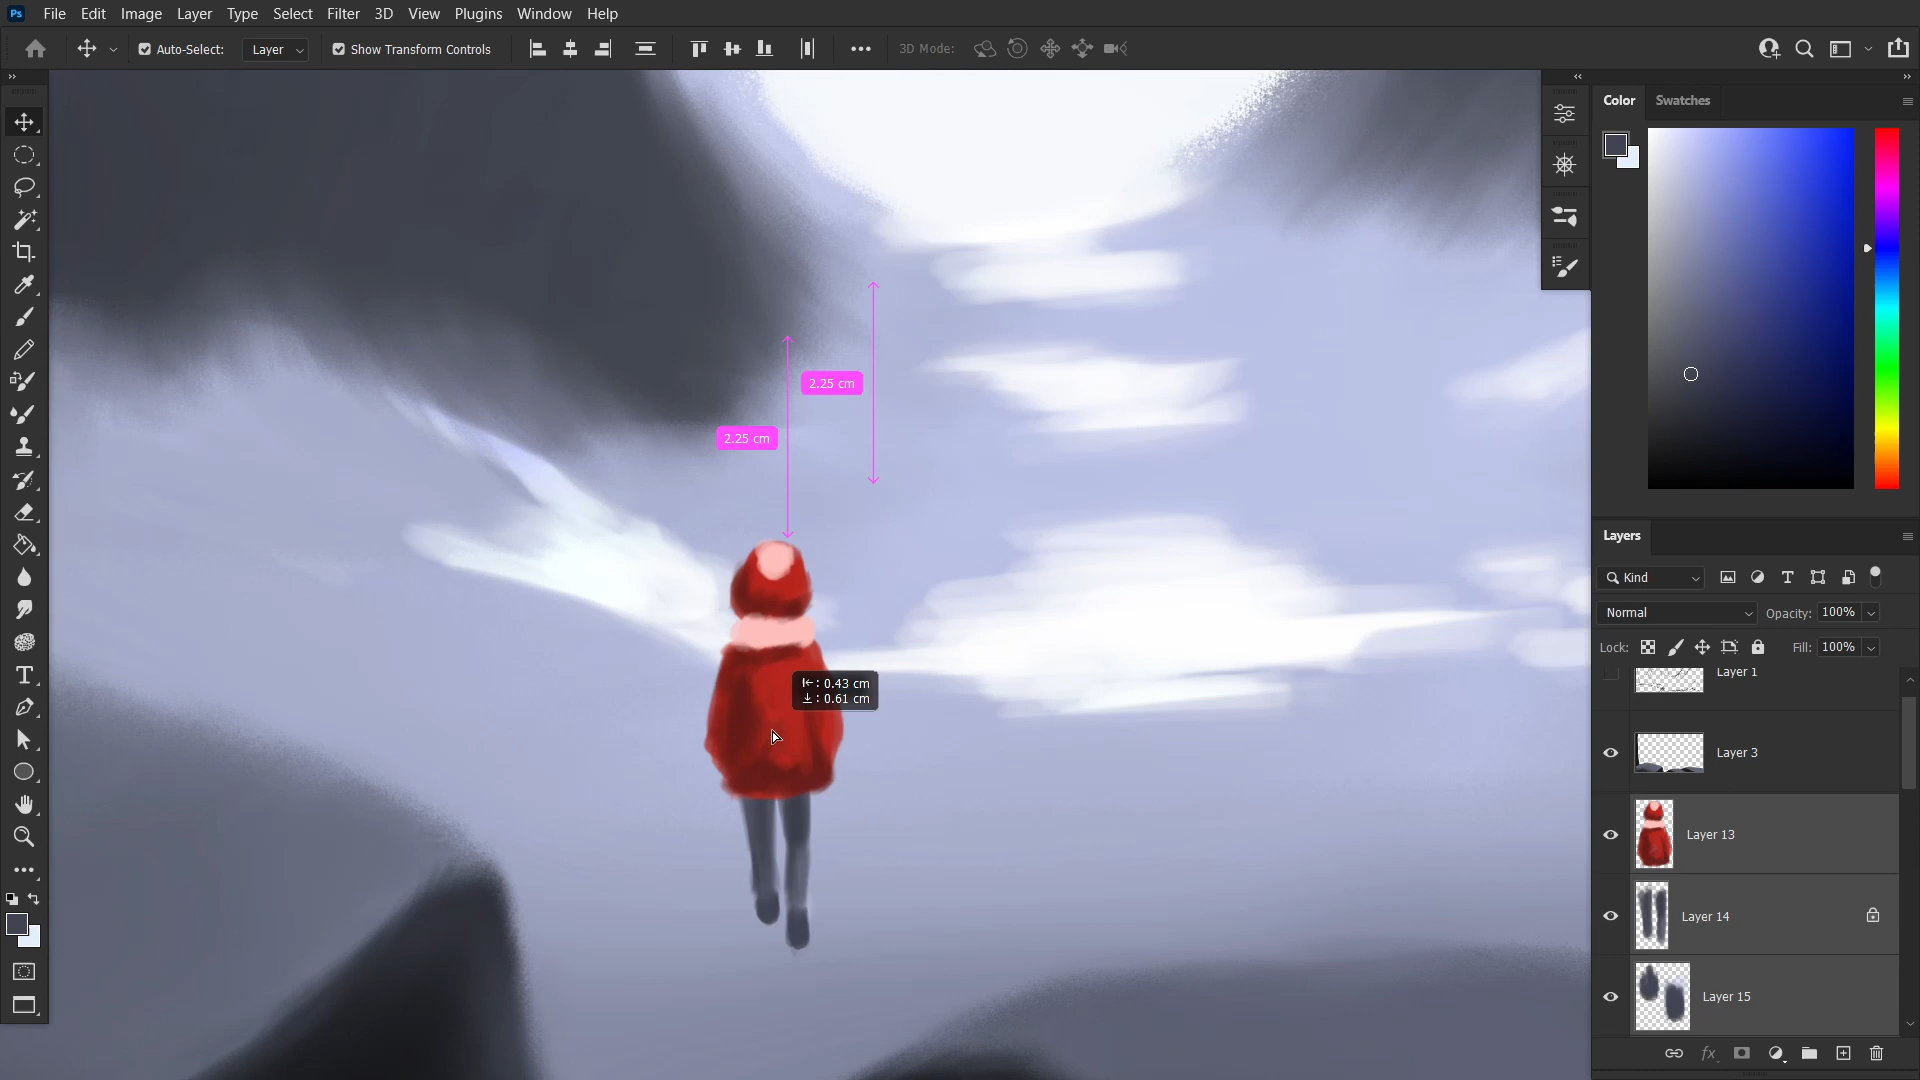 Ps File Edit Image Layer Type Select Filter 3D View Plugins Window Help
Auto-Select: Layer Show Transform Controls 3D Mode:
Color Swatches
2.25 cm
2.25 cm
0.43 cm
0.61 cm
Layers
Kind
Normal Opacity: 100%
Lock: Fill: 100%
Layer 1
Layer 3
Layer 13
Layer 14
Layer 15
fx